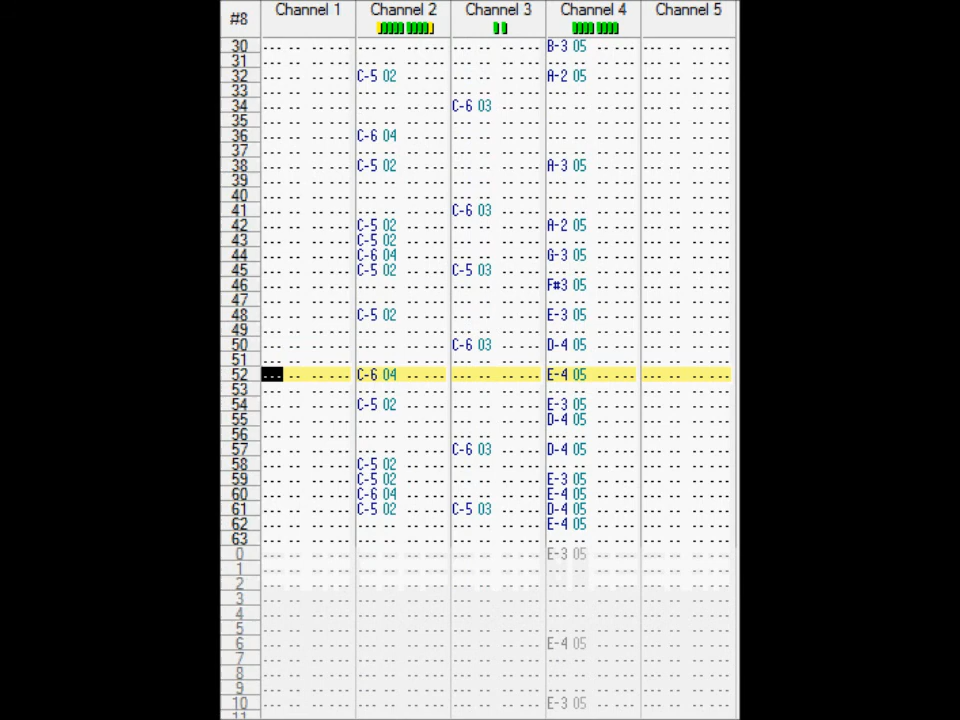 #8 Channel 1 Channel 2 Channel 3 Channel 4 Channel 5
30 --- -- -- --- --- -- -- --- --- -- -- --- B-3 05 -- --- --- -- -- ---
31 --- -- -- --- --- -- -- --- --- -- -- --- --- -- -- --- --- -- -- ---
32 --- -- -- --- C-5 02 -- --- --- -- -- --- A-2 05 -- --- --- -- -- ---
33 --- -- -- --- --- -- -- --- --- -- -- --- --- -- -- --- --- -- -- ---
34 --- -- -- --- --- -- -- --- C-6 03 -- --- --- -- -- --- --- -- -- ---
35 --- -- -- --- --- -- -- --- --- -- -- --- --- -- -- --- --- -- -- ---
36 --- -- -- --- C-6 04 -- --- --- -- -- --- --- -- -- --- --- -- -- ---
37 --- -- -- --- --- -- -- --- --- -- -- --- --- -- -- --- --- -- -- ---
38 --- -- -- --- C-5 02 -- --- --- -- -- --- A-3 05 -- --- --- -- -- ---
39 --- -- -- --- --- -- -- --- --- -- -- --- --- -- -- --- --- -- -- ---
40 --- -- -- --- --- -- -- --- --- -- -- --- --- -- -- --- --- -- -- ---
41 --- -- -- --- --- -- -- --- C-6 03 -- --- --- -- -- --- --- -- -- ---
42 --- -- -- --- C-5 02 -- --- --- -- -- --- A-2 05 -- --- --- -- -- ---
43 --- -- -- --- C-5 02 -- --- --- -- -- --- --- -- -- --- --- -- -- ---
44 --- -- -- --- C-6 04 -- --- --- -- -- --- G-3 05 -- --- --- -- -- ---
45 --- -- -- --- C-5 02 -- --- C-5 03 -- --- --- -- -- --- --- -- -- ---
46 --- -- -- --- --- -- -- --- --- -- -- --- F#3 05 -- --- --- -- -- ---
47 --- -- -- --- --- -- -- --- --- -- -- --- --- -- -- --- --- -- -- ---
48 --- -- -- --- C-5 02 -- --- --- -- -- --- E-3 05 -- --- --- -- -- ---
49 --- -- -- --- --- -- -- --- --- -- -- --- --- -- -- --- --- -- -- ---
50 --- -- -- --- --- -- -- --- C-6 03 -- --- D-4 05 -- --- --- -- -- ---
51 --- -- -- --- --- -- -- --- --- -- -- --- --- -- -- --- --- -- -- ---
52 --- -- -- --- C-6 04 -- --- --- -- -- --- E-4 05 -- --- --- -- -- ---
53 --- -- -- --- --- -- -- --- --- -- -- --- --- -- -- --- --- -- -- ---
54 --- -- -- --- C-5 02 -- --- --- -- -- --- E-3 05 -- --- --- -- -- ---
55 --- -- -- --- --- -- -- --- --- -- -- --- D-4 05 -- --- --- -- -- ---
56 --- -- -- --- --- -- -- --- --- -- -- --- --- -- -- --- --- -- -- ---
57 --- -- -- --- --- -- -- --- C-6 03 -- --- D-4 05 -- --- --- -- -- ---
58 --- -- -- --- C-5 02 -- --- --- -- -- --- --- -- -- --- --- -- -- ---
59 --- -- -- --- C-5 02 -- --- --- -- -- --- E-3 05 -- --- --- -- -- ---
60 --- -- -- --- C-6 04 -- --- --- -- -- --- E-4 05 -- --- --- -- -- ---
61 --- -- -- --- C-5 02 -- --- C-5 03 -- --- D-4 05 -- --- --- -- -- ---
62 --- -- -- --- --- -- -- --- --- -- -- --- E-4 05 -- --- --- -- -- ---
63 --- -- -- --- --- -- -- --- --- -- -- --- --- -- -- --- --- -- -- ---
0 E-3 05
1 --- -- -- --- --- -- -- --- --- -- -- --- --- -- -- --- --- -- -- ---
2
3 --- -- -- --- --- -- -- --- --- -- -- --- --- -- -- --- --- -- -- ---
4 --- -- -- --- --- -- -- --- --- -- -- --- --- -- -- --- --- -- -- ---
5 --- -- -- --- --- -- -- --- --- -- -- --- --- -- -- --- --- -- -- ---
6 --- -- -- --- --- -- -- --- --- -- -- --- E-4 05 -- --- --- -- -- ---
7 --- -- -- --- --- -- -- --- --- -- -- --- --- -- -- --- --- -- -- ---
8 --- -- -- --- --- -- -- --- --- -- -- --- --- -- -- --- --- -- -- ---
9 --- -- -- --- --- -- -- --- --- -- -- --- --- -- -- --- --- -- -- ---
10 --- -- -- --- --- -- -- --- --- -- -- --- E-3 05 -- --- --- -- -- ---